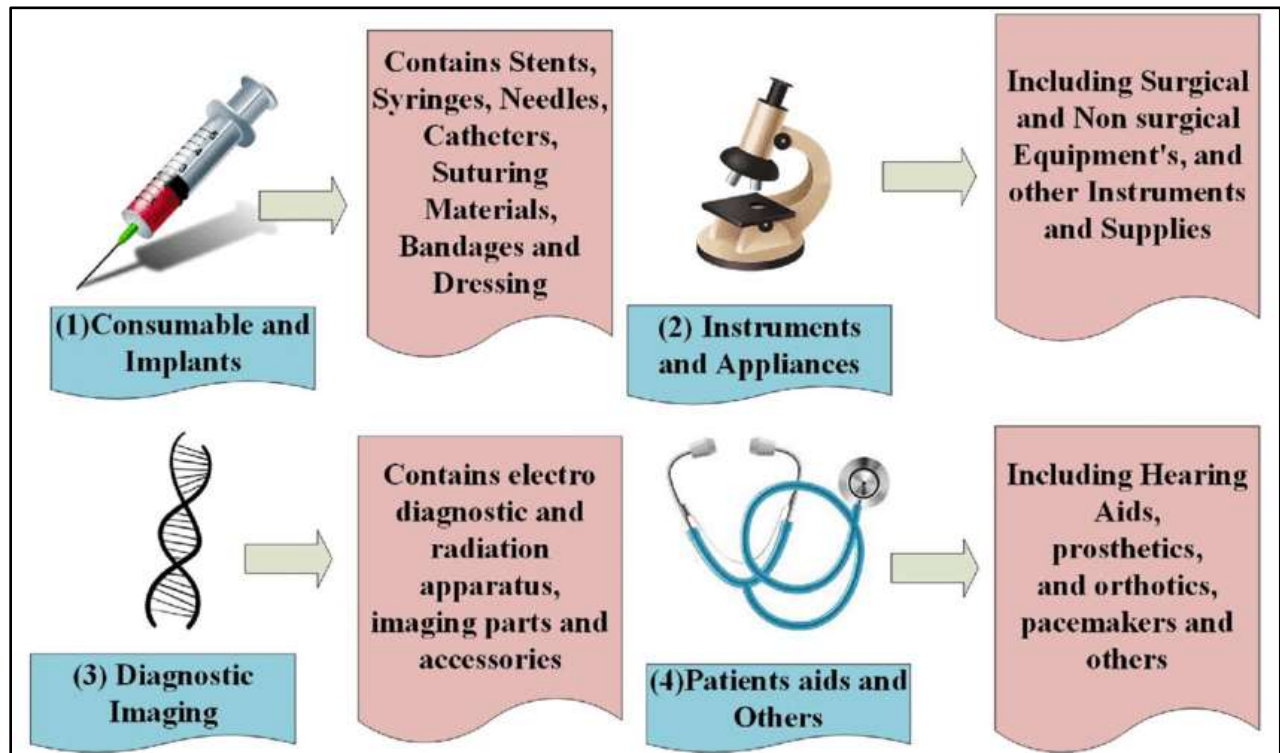 Contains Stents,
Syringes, Needles,
Catheters,
Suturing
Materials,
Bandages and
Dressing
(1)Consumable and
Implants
Including Surgical
and Non surgical
Equipment's, and
other Instruments
and Supplies
(2) Instruments
and Appliances
Contains electro
diagnostic and
radiation
apparatus,
imaging parts and
accessories
(3) Diagnostic
Imaging
Including Hearing
Aids,
prosthetics,
and orthotics,
pacemakers and
others
(4)Patients aids and
Others